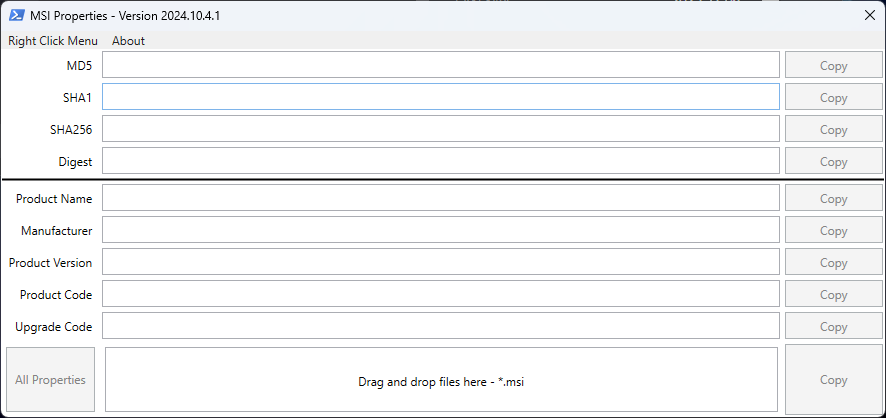 MSI Properties - Version 2024.10.4.1
Right Click Menu About
MD5 Copy
SHA1 Copy
SHA256 Copy
Digest Copy
Product Name Copy
Manufacturer Copy
Product Version Copy
Product Code Copy
Upgrade Code Copy
All Properties Drag and drop files here - *.msi Copy